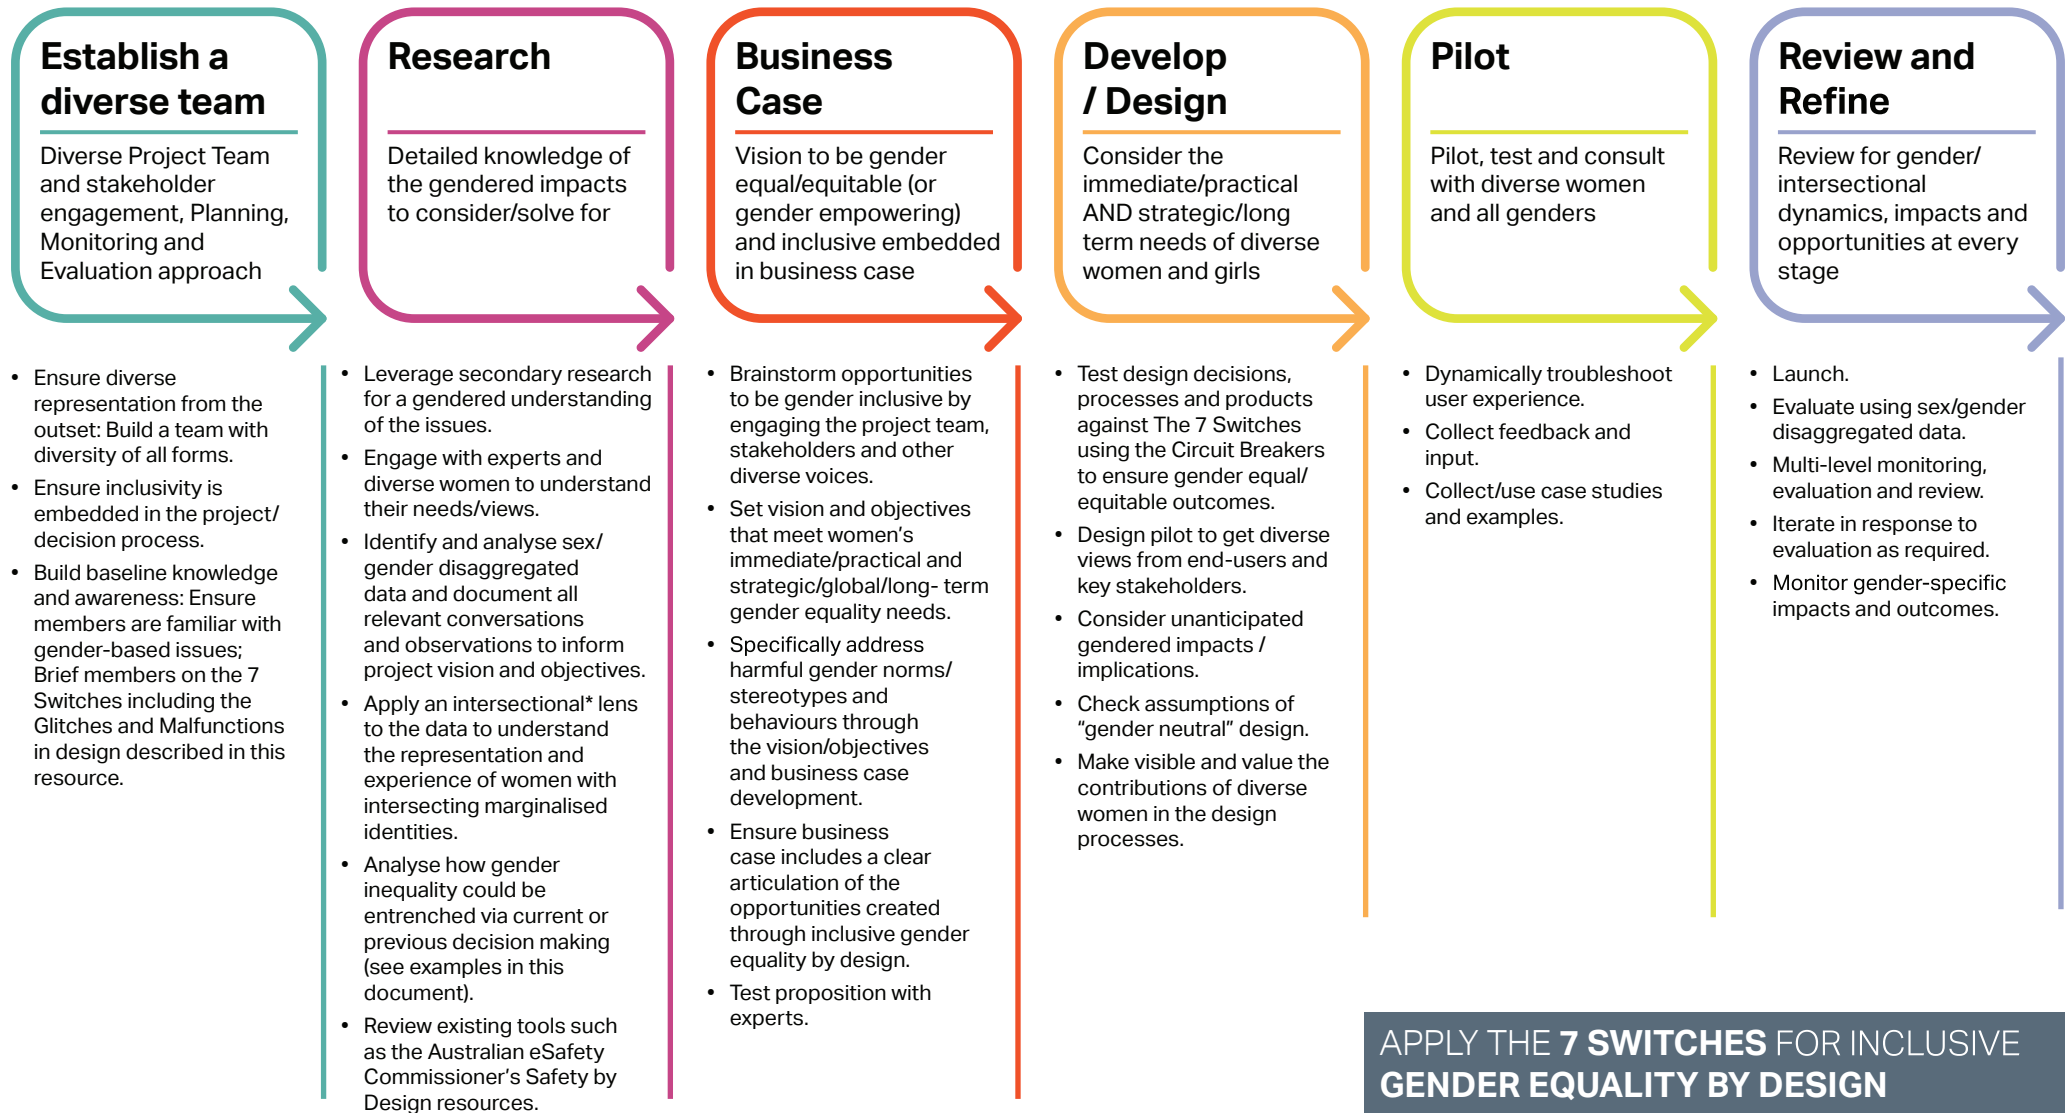 Establish a
diverse team
Diverse Project Team
and stakeholder
engagement, Planning,
Monitoring and
Evaluation approach
• Ensure diverse
representation from the
outset: Build a team with
diversity of all forms.
• Ensure inclusivity is
embedded in the project/
decision process.
• Build baseline knowledge
and awareness: Ensure
members are familiar with
gender-based issues;
Brief members on the 7
Switches including the
Glitches and Malfunctions
in design described in this
resource.
Research
Detailed knowledge of
the gendered impacts
to consider/solve for
• Leverage secondary research
for a gendered understanding
of the issues.
• Engage with experts and
diverse women to understand
their needs/views.
• Identify and analyse sex/
gender disaggregated
data and document all
relevant conversations
and observations to inform
project vision and objectives.
• Apply an intersectional* lens
to the data to understand
the representation and
experience of women with
intersecting marginalised
identities.
• Analyse how gender
inequality could be
entrenched via current or
previous decision making
(see examples in this
document).
• Review existing tools such
as the Australian eSafety
Commissioner's Safety by
Design resources.
Business
Case
Vision to be gender
equal/equitable (or
gender empowering)
and inclusive embedded
in business case
• Brainstorm opportunities
to be gender inclusive by
engaging the project team,
stakeholders and other
diverse voices.
• Set vision and objectives
that meet women's
immediate/practical and
strategic/global/long- term
gender equality needs.
• Specifically address
harmful gender norms/
stereotypes and
behaviours through
the vision/objectives
and business case
development.
• Ensure business
case includes a clear
articulation of the
opportunities created
through inclusive gender
equality by design.
• Test proposition with
experts.
Develop
/ Design
Consider the
immediate/practical
AND strategic/long
term needs of diverse
women and girls
• Test design decisions,
processes and products
against The 7 Switches
using the Circuit Breakers
to ensure gender equal/
equitable outcomes.
• Design pilot to get diverse
views from end-users and
key stakeholders.
• Consider unanticipated
gendered impacts /
implications.
• Check assumptions of
“gender neutral” design.
• Make visible and value the
contributions of diverse
women in the design
processes.
Pilot
Pilot, test and consult
with diverse women
and all genders
• Dynamically troubleshoot
user experience.
• Collect feedback and
input.
• Collect/use case studies
and examples.
Review and
Refine
Review for gender/
intersectional
dynamics, impacts and
opportunities at every
stage
• Launch.
• Evaluate using sex/gender
disaggregated data.
• Multi-level monitoring,
evaluation and review.
• Iterate in response to
evaluation as required.
• Monitor gender-specific
impacts and outcomes.
APPLY THE 7 SWITCHES FOR INCLUSIVE
GENDER EQUALITY BY DESIGN